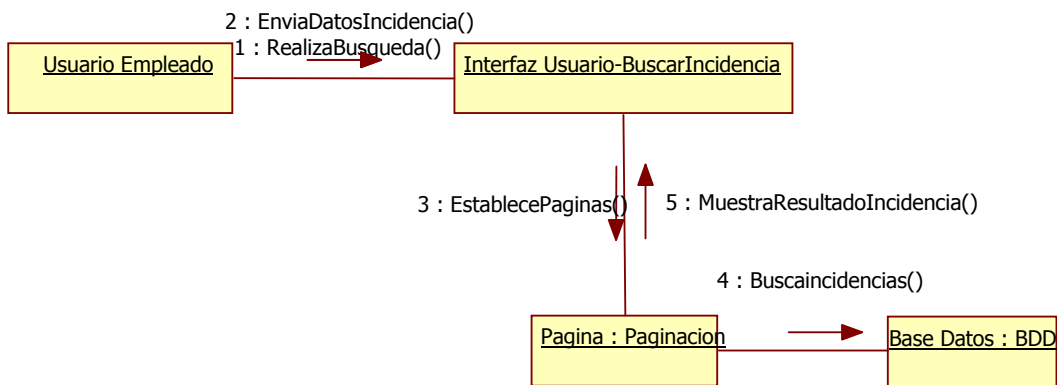 2 : EnviaDatosIncidencia()
1 : RealizaBusqueda()
Usuario Empleado
Interfaz Usuario-BuscarIncidencia
3 : EstablecePaginas()
5 : MuestraResultadoIncidencia()
4 : Buscaincidencias()
Pagina : Paginacion
Base Datos : BDD